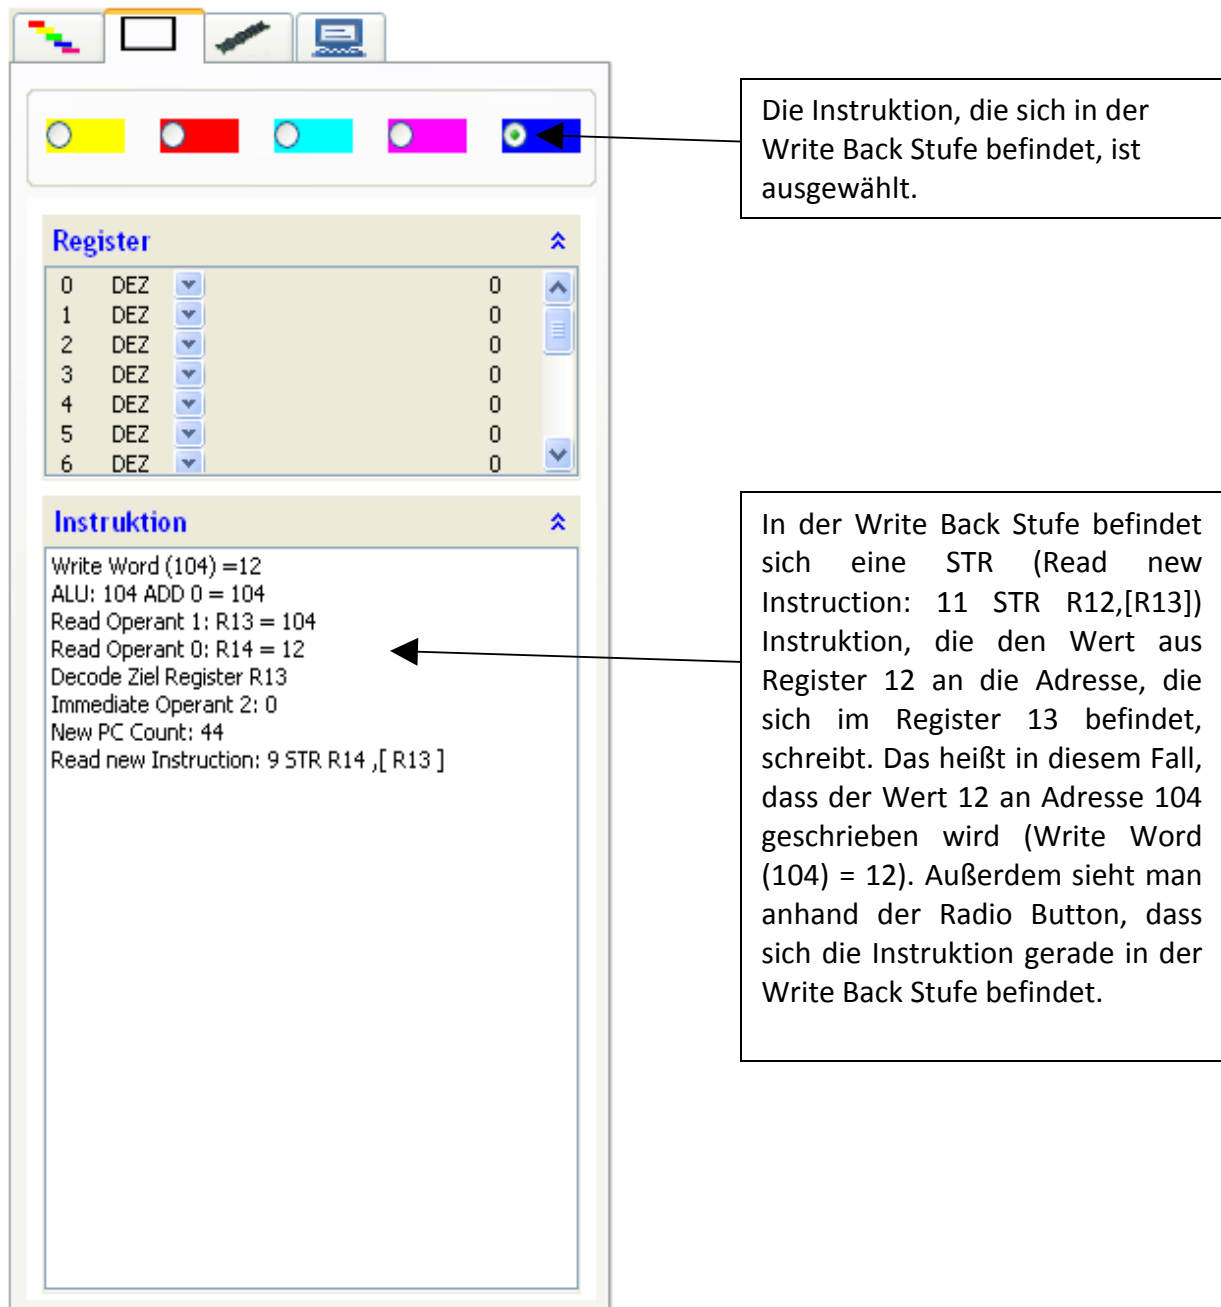 Die Instruktion, die sich in der
Write Back Stufe befindet, ist
ausgewählt.
Register
0 DEZ 0
1 DEZ 0
2 DEZ 0
3 DEZ 0
4 DEZ 0
5 DEZ 0
6 DEZ 0
Instruktion
Write Word (104) =12
ALU: 104 ADD 0 = 104
Read Operant 1: R13 = 104
Read Operant 0: R14 = 12
Decode Ziel Register R13
Immediate Operant 2: 0
New PC Count: 44
Read new Instruction: 9 STR R14 ,[ R13 ]
In der Write Back Stufe befindet
sich eine STR (Read new
Instruction: 11 STR R12,[R13])
Instruktion, die den Wert aus
Register 12 an die Adresse, die
sich im Register 13 befindet,
schreibt. Das heißt in diesem Fall,
dass der Wert 12 an Adresse 104
geschrieben wird (Write Word
(104) = 12). Außerdem sieht man
anhand der Radio Button, dass
sich die Instruktion gerade in der
Write Back Stufe befindet.